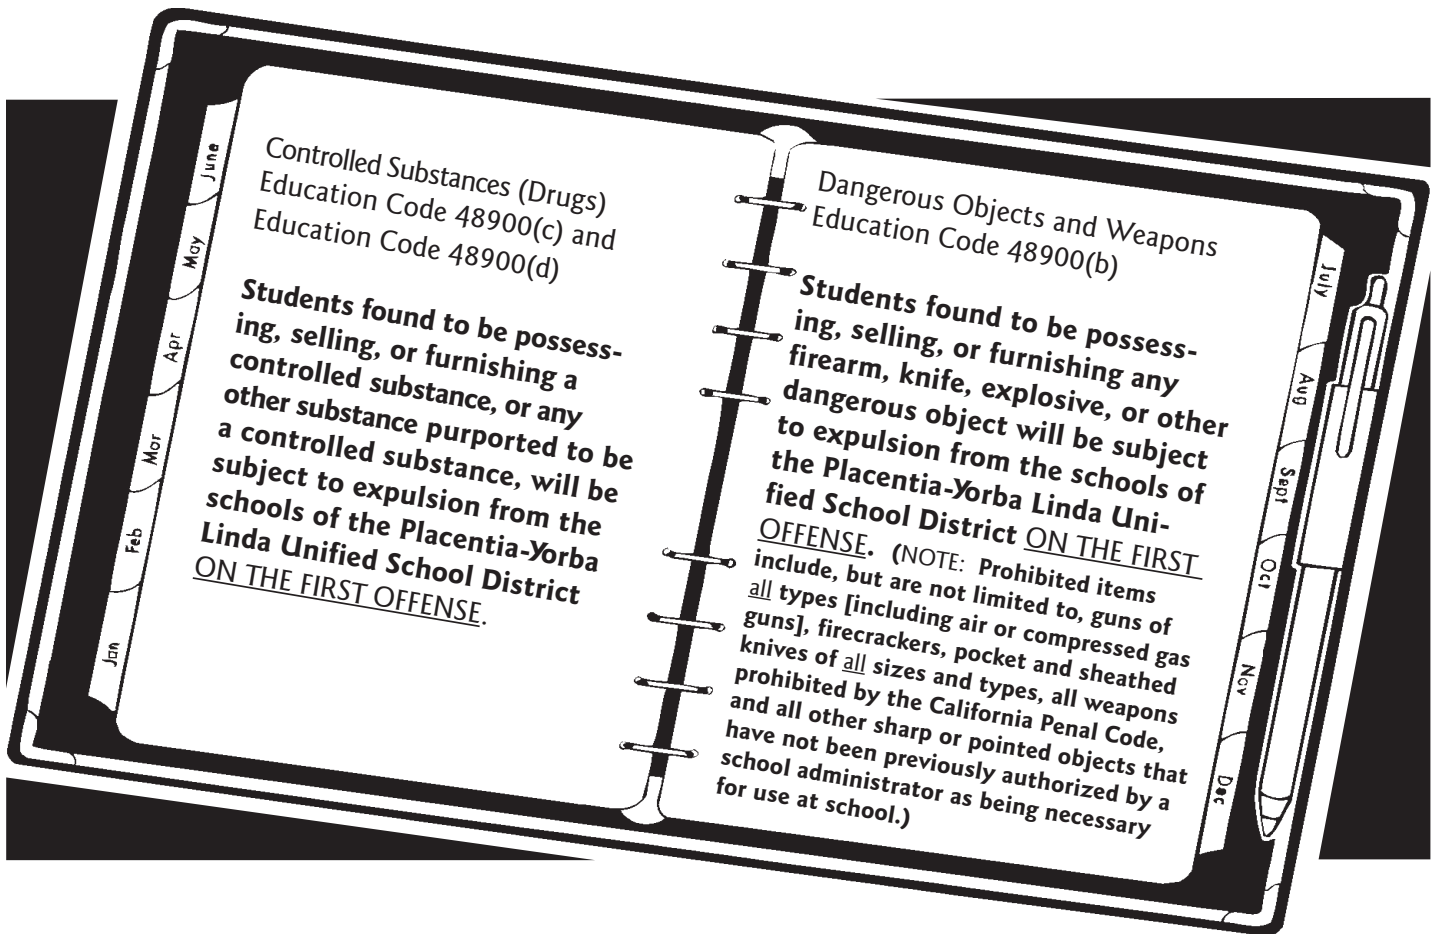 June
May
Apr
Mar
Feb
Jan
Controlled Substances (Drugs)
Education Code 48900(c) and
Education Code 48900(d)
Students found to be possess-
ing, selling, or furnishing a
controlled substance, or any
other substance purported to be
a controlled substance, will be
subject to expulsion from the
schools of the Placentia-Yorba
Linda Unified School District
ON THE FIRST OFFENSE.
Dangerous Objects and Weapons
Education Code 48900(b)
Students found to be possess-
ing, selling, or furnishing any
firearm, knife, explosive, or other
dangerous object will be subject
to expulsion from the schools of
the Placentia-Yorba Linda Uni-
fied School District ON THE FIRST
OFFENSE. (NOTE: Prohibited items
include, but are not limited to, guns of
all types [including air or compressed gas
guns], firecrackers, pocket and sheathed
knives of all sizes and types, all weapons
prohibited by the California Penal Code,
and all other sharp or pointed objects that
have not been previously authorized by a
school administrator as being necessary
for use at school.)
July
Aug
Sept
Oct
Nov
Dec